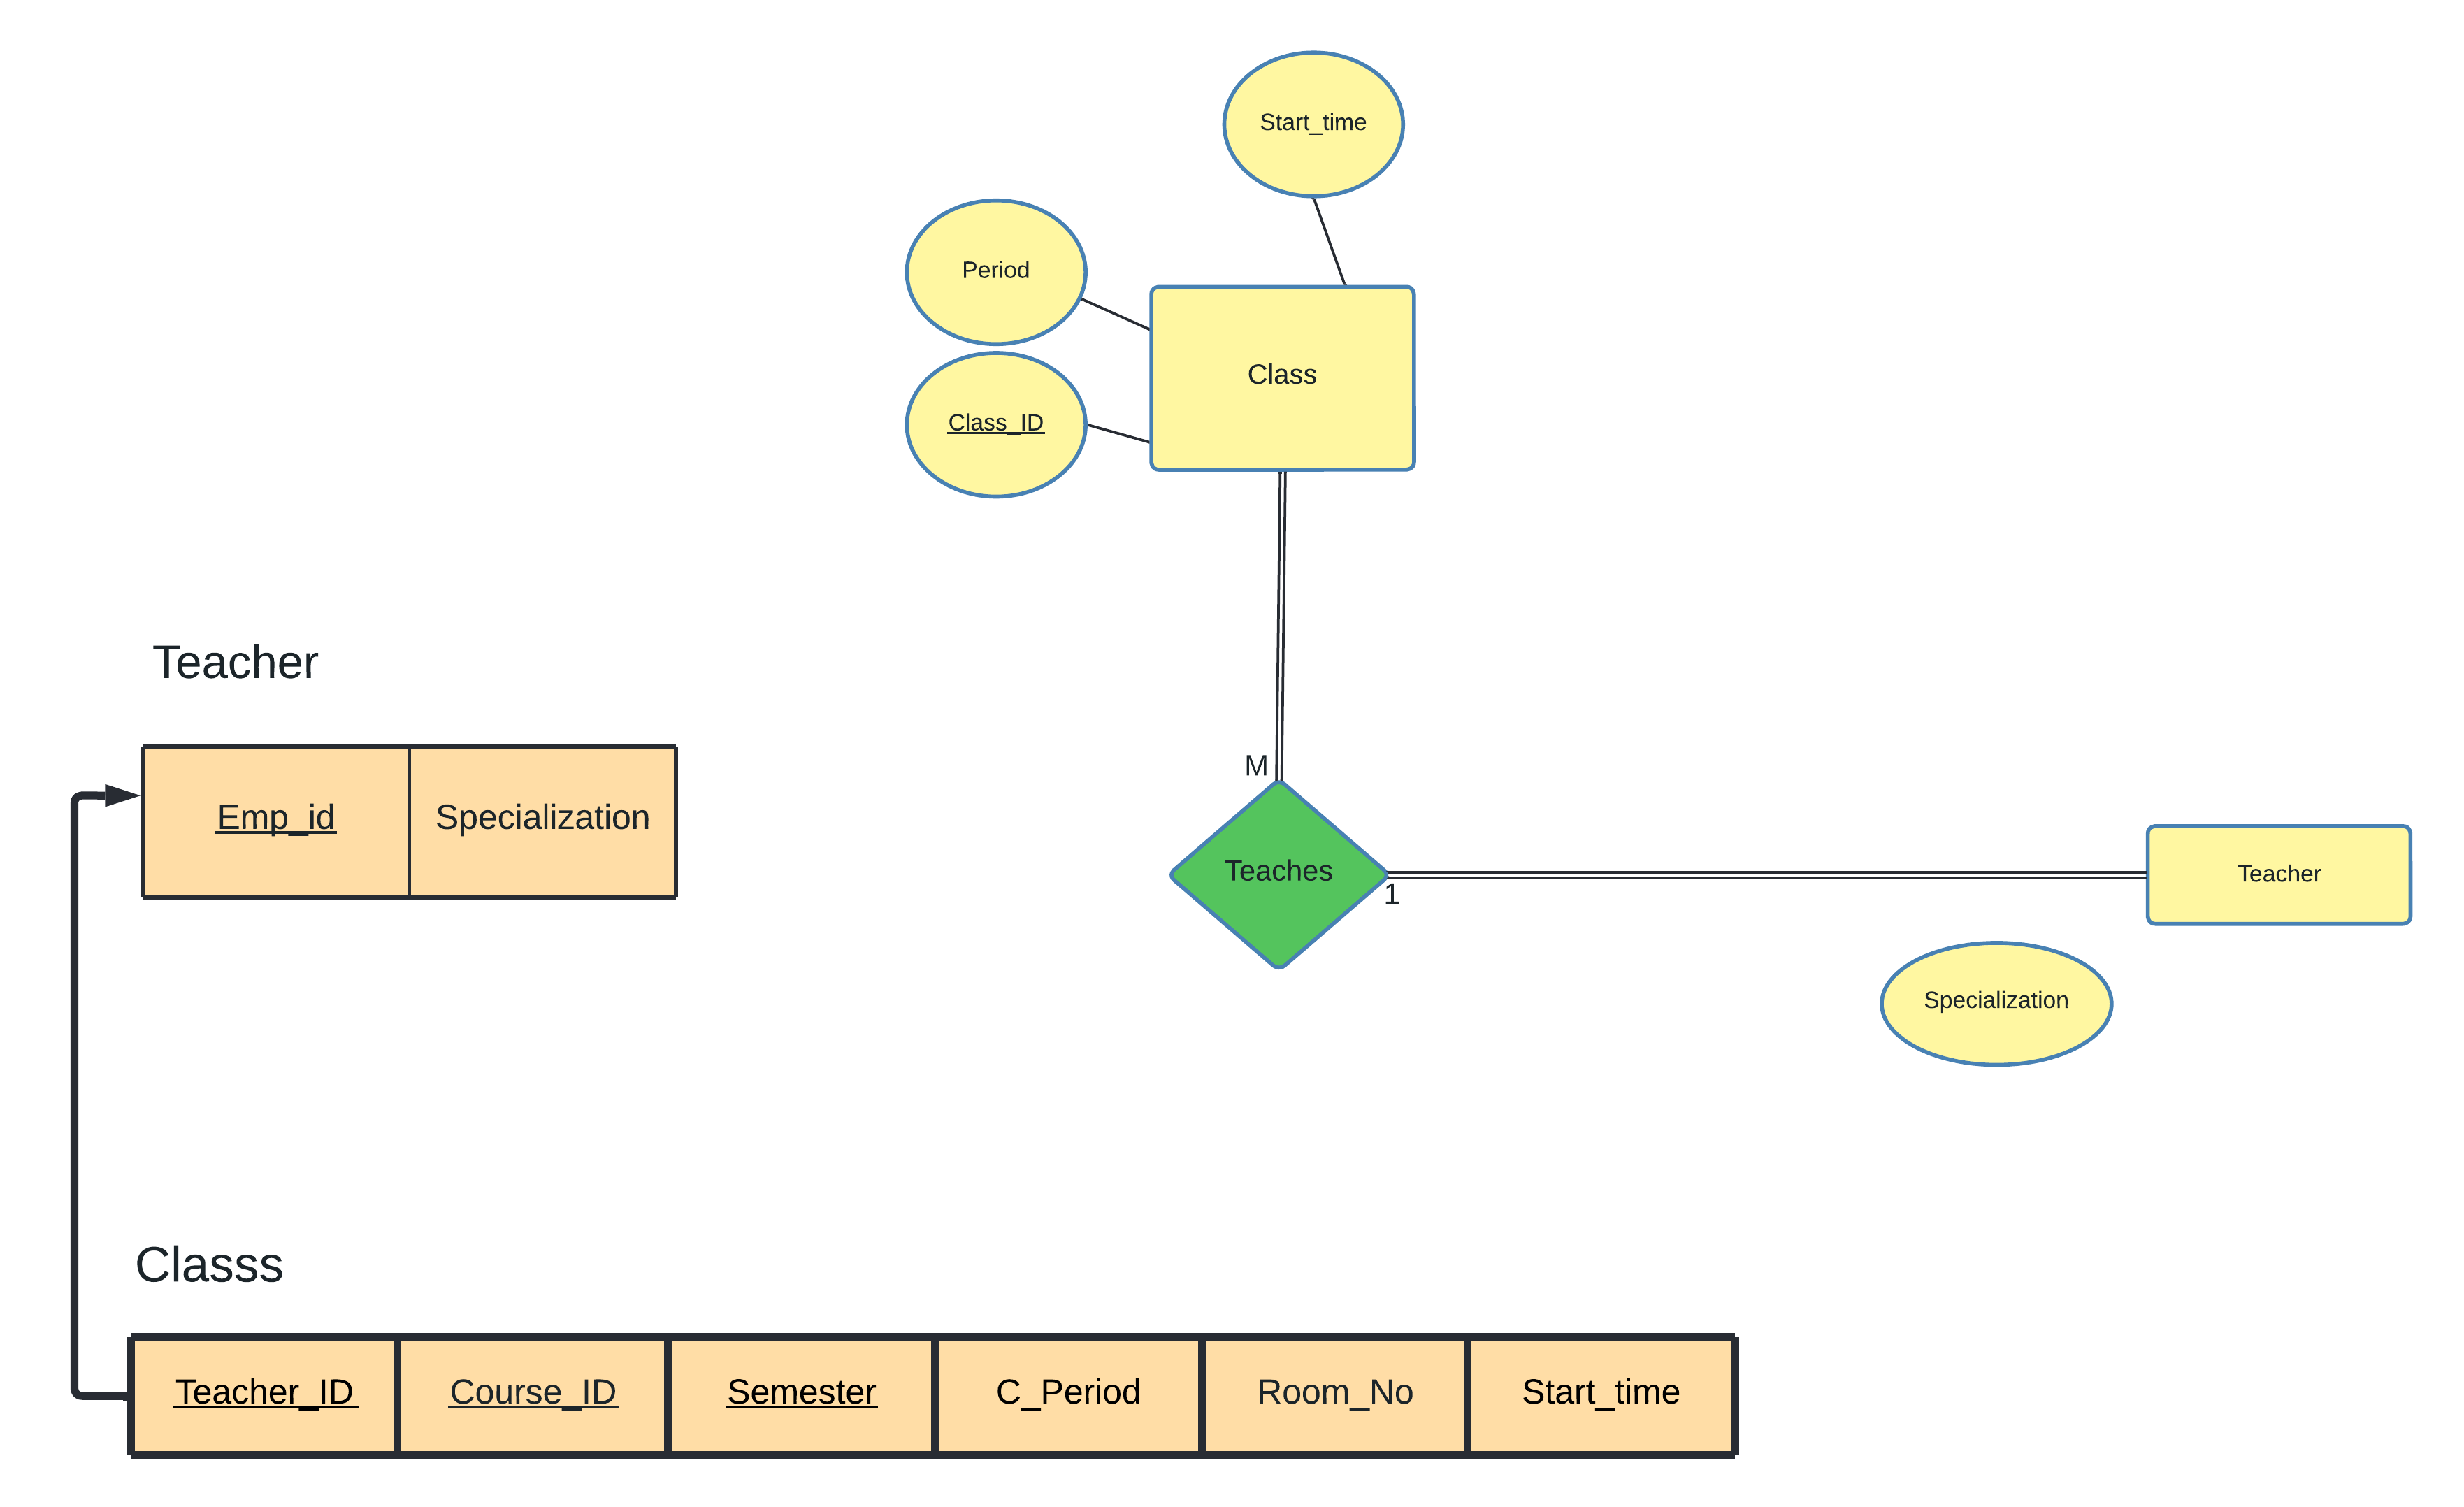 Start_time
Period
Class
Class_ID
Teacher
M
Emp_id
Specialization
Teaches
1
Teacher
Specialization
Classs
Teacher_ID
Course_ID
Semester
C_Period
Room_No
Start_time